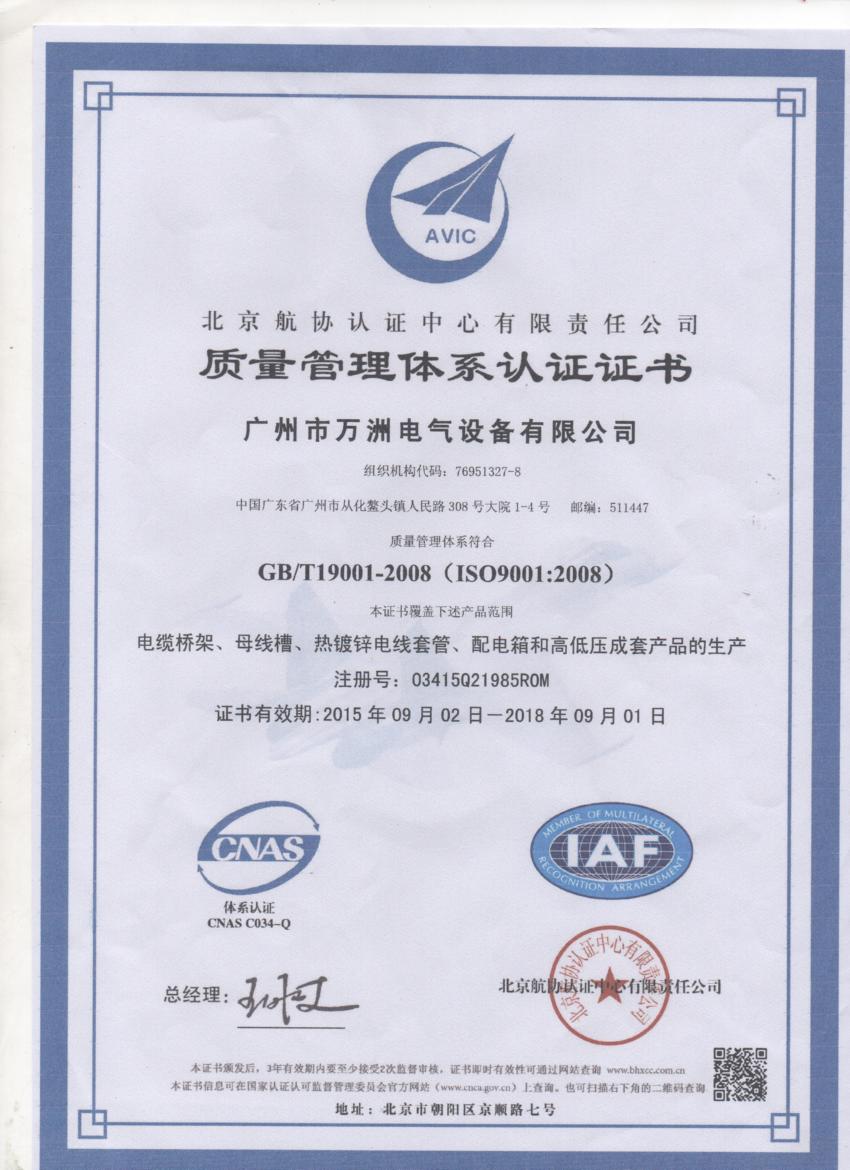 AVIC
北京航协认证中心有限责任公司
质量管理体系认证证书
广州市万洲电气设备有限公司
组织机构代码：76951327-8
中国广东省广州市从化鳌头镇人民路308号大院1-4号 邮编：511447
质量管理体系符合
GB/T19001-2008（ISO9001:2008）
本证书覆盖下述产品范围
电缆桥架、母线槽、热镀锌电线套管、配电箱和高低压成套产品的生产
注册号：03415Q21985R0M
证书有效期:2015年09月02日－2018年09月01日
CNAS
体系认证
CNAS C034-Q
MEMBER OF MULTILATERAL
IAF
RECOGNITION ARRANGEMENT
总经理：
北京航协认证中心有限责任公司
北京航协认证中心有限责任公司
本证书颁发后，3年有效期内要至少接受2次监督审核，证书即时有效性可通过网站查询 www.bhxcc.com.cn
本证书信息可在国家认证认可监督管理委员会官方网站（www.cnca.gov.cn）上查询。也可扫描右下角的二维码查询
地址：北京市朝阳区京顺路七号